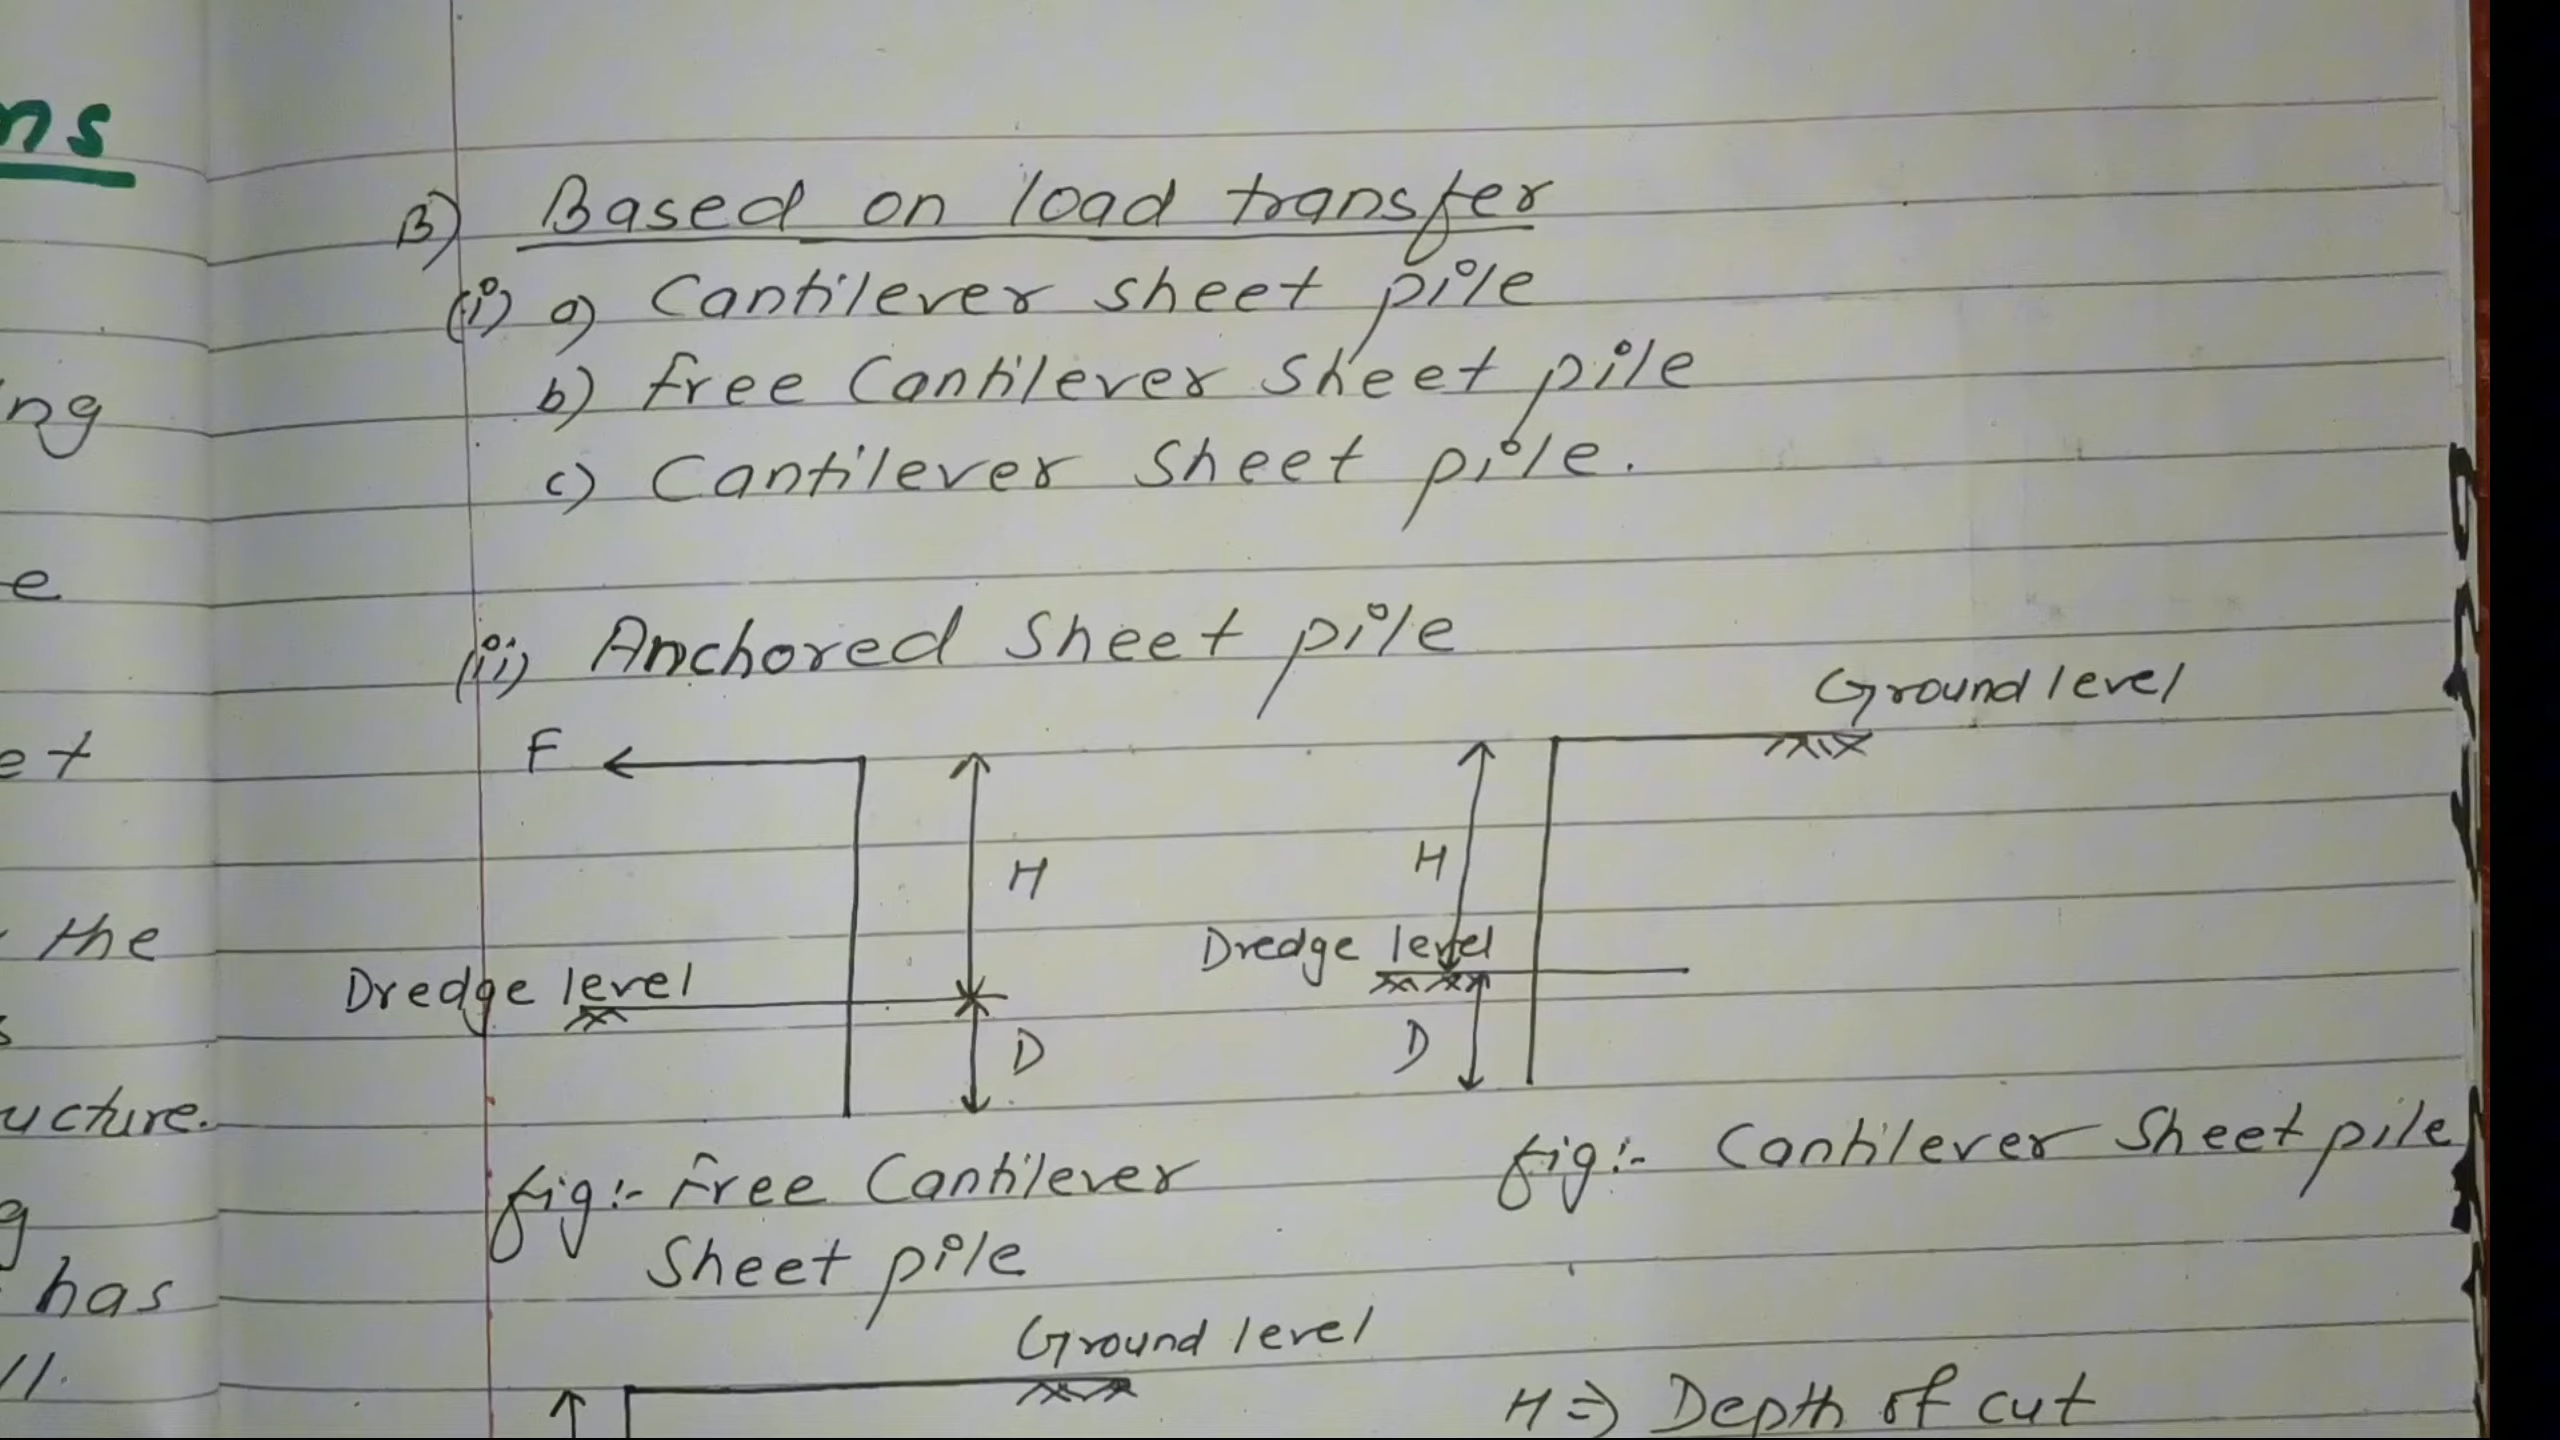 ns
ng
e
et
the
s
ucture.
g
has
11.
B) Based on load transfer
(i) a) Cantilever sheet pile
b) free Cantilever sheet pile
c) Cantilever sheet pile.
(ii) Anchored sheet pile
F
H
Dredge level
D
fig:- Free Cantilever
Sheet pile
Ground level
H
Dredge level
D
fig:- Cantilever Sheet pile
Ground level
H => Depth of cut